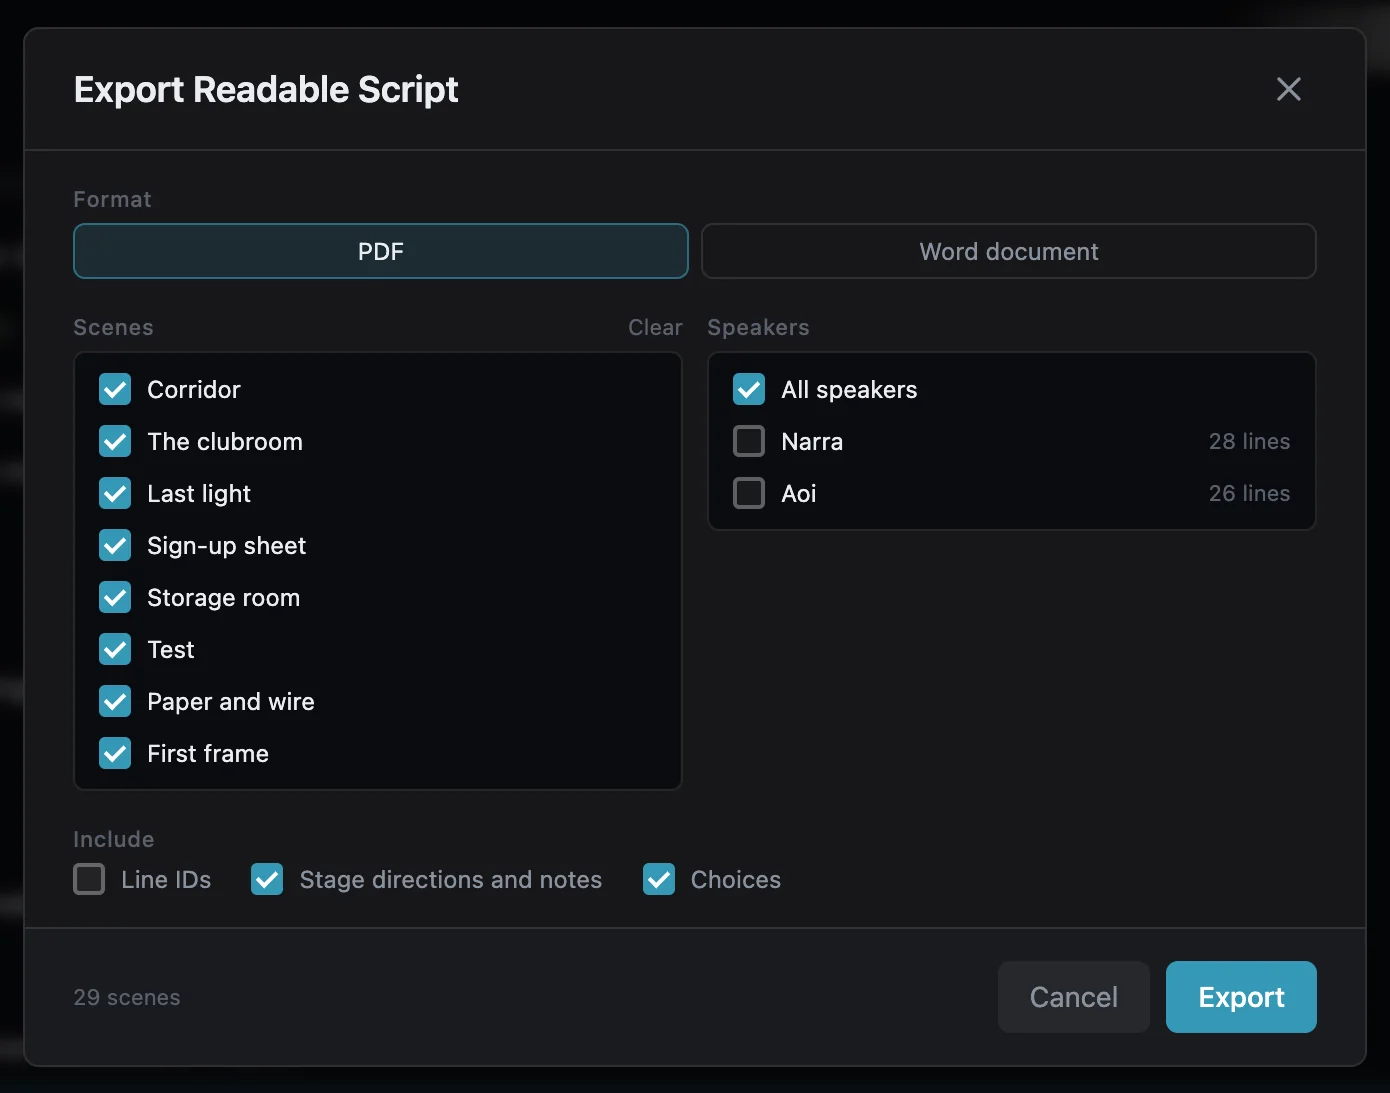 Export Readable Script
Format
PDF
Word document
Scenes
Clear
Corridor
The clubroom
Last light
Sign-up sheet
Storage room
Test
Paper and wire
First frame
Speakers
All speakers
Narra 28 lines
Aoi 26 lines
Include
Line IDs
Stage directions and notes
Choices
29 scenes
Cancel
Export